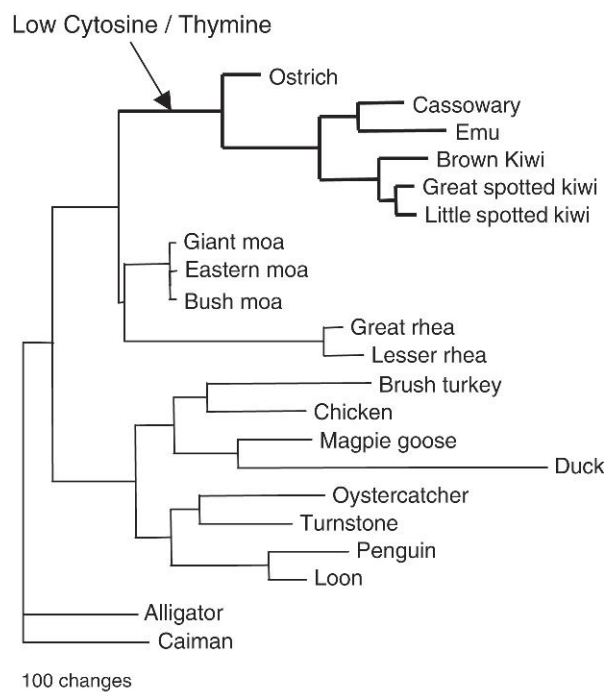 Low Cytosine / Thymine
Ostrich
Cassowary
Emu
Brown Kiwi
Great spotted kiwi
Little spotted kiwi
Giant moa
Eastern moa
Bush moa
Great rhea
Lesser rhea
Brush turkey
Chicken
Magpie goose
Duck
Oystercatcher
Turnstone
Penguin
Loon
Alligator
Caiman
100 changes